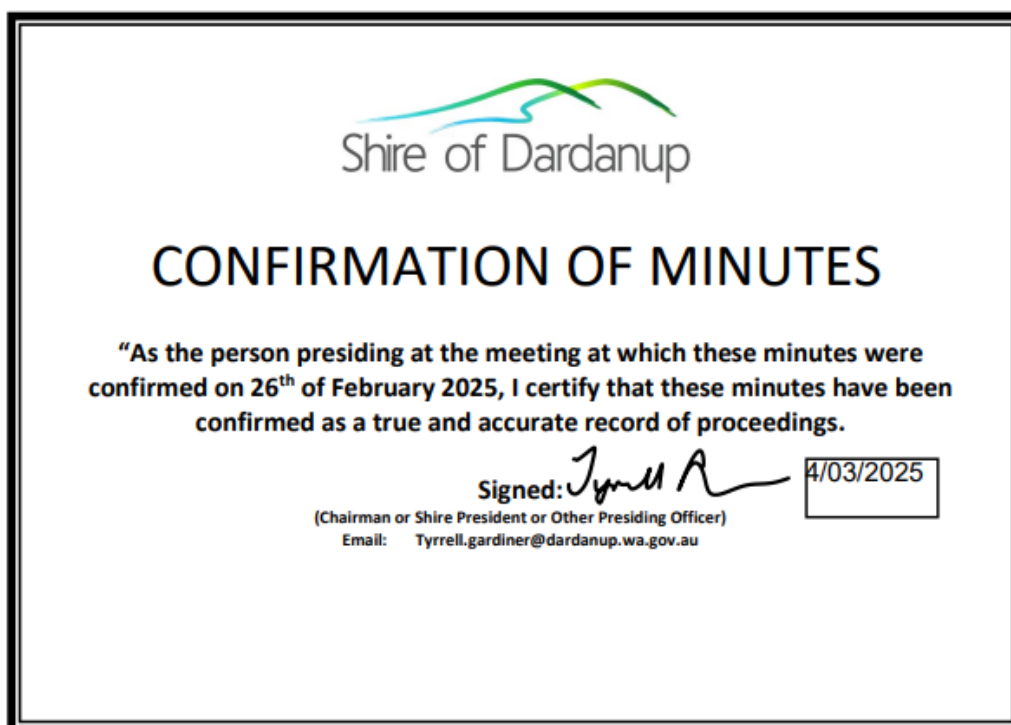 Shire of Dardanup
CONFIRMATION OF MINUTES
“As the person presiding at the meeting at which these minutes were
confirmed on 26th of February 2025, I certify that these minutes have been
confirmed as a true and accurate record of proceedings.
Signed:
4/03/2025
(Chairman or Shire President or Other Presiding Officer)
Email: Tyrrell.gardiner@dardanup.wa.gov.au